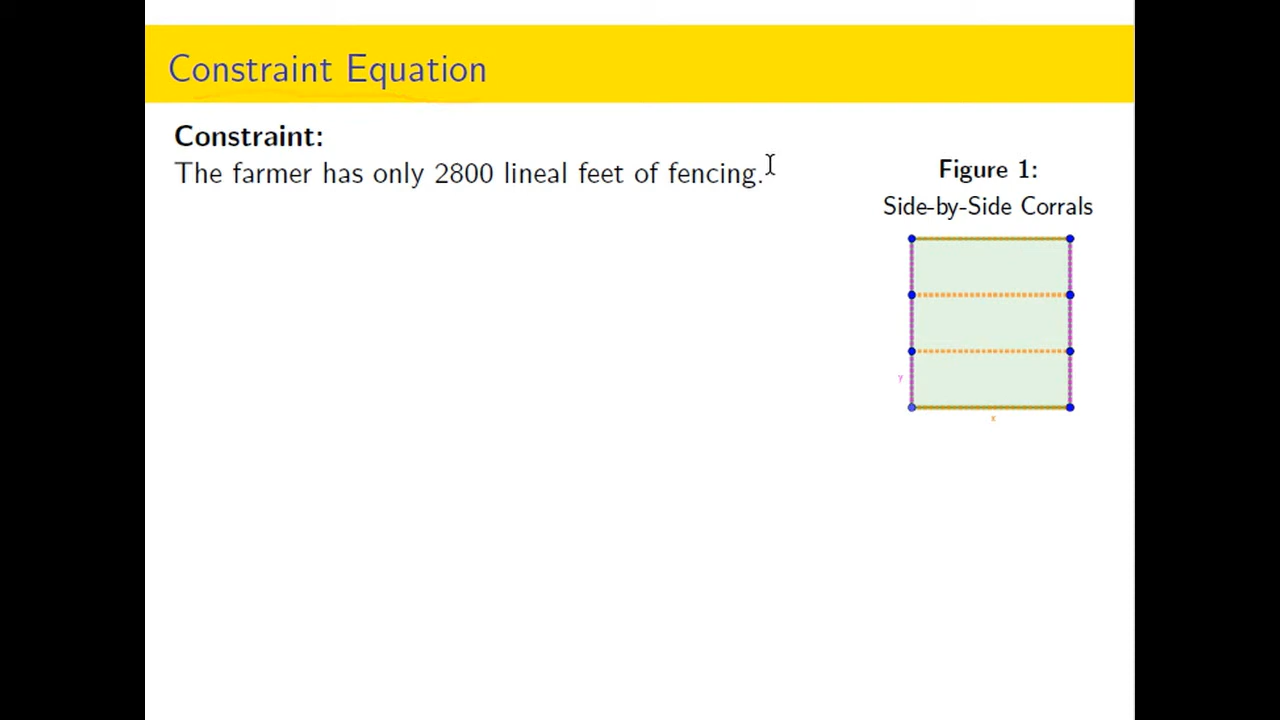 Constraint Equation
Constraint:
The farmer has only 2800 lineal feet of fencing.
Figure 1:
Side-by-Side Corrals
y
x